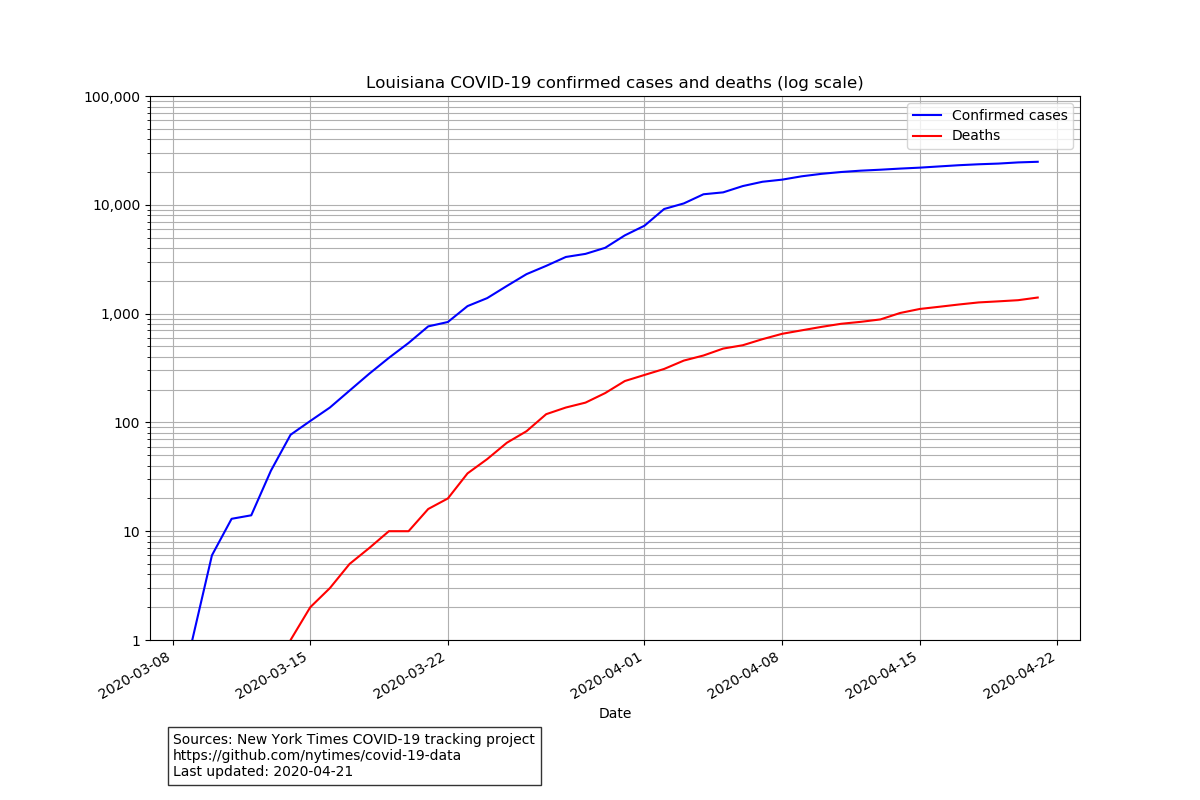 Louisiana COVID-19 confirmed cases and deaths (log scale)
100,000
10,000
1,000
100
10
1
Confirmed cases
Deaths
2020-03-08
2020-03-15
2020-03-22
2020-04-01
2020-04-08
2020-04-15
2020-04-22
Date
Sources: New York Times COVID-19 tracking project
https://github.com/nytimes/covid-19-data
Last updated: 2020-04-21